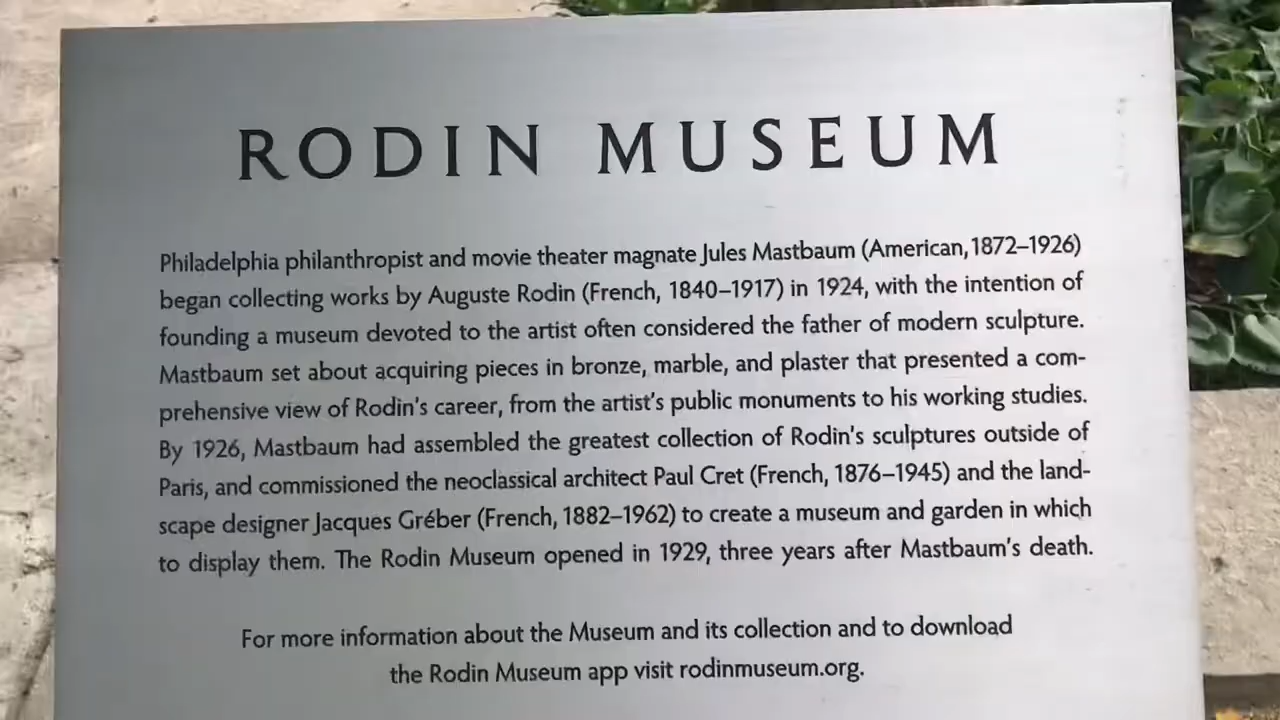 RODIN MUSEUM
Philadelphia philanthropist and movie theater magnate Jules Mastbaum (American, 1872–1926)
began collecting works by Auguste Rodin (French, 1840–1917) in 1924, with the intention of
founding a museum devoted to the artist often considered the father of modern sculpture.
Mastbaum set about acquiring pieces in bronze, marble, and plaster that presented a com-
prehensive view of Rodin's career, from the artist's public monuments to his working studies.
By 1926, Mastbaum had assembled the greatest collection of Rodin's sculptures outside of
Paris, and commissioned the neoclassical architect Paul Cret (French, 1876–1945) and the land-
scape designer Jacques Gréber (French, 1882–1962) to create a museum and garden in which
to display them. The Rodin Museum opened in 1929, three years after Mastbaum's death.
For more information about the Museum and its collection and to download
the Rodin Museum app visit rodinmuseum.org.